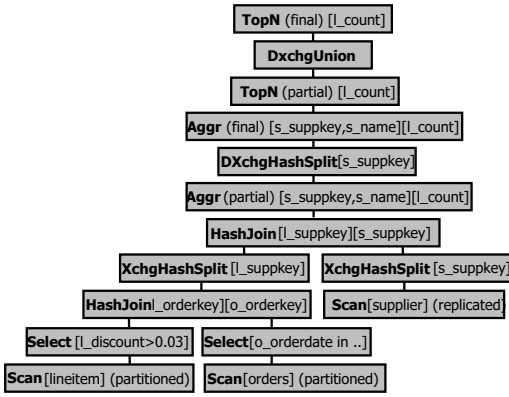 TopN (final) [l_count]
DxchgUnion
TopN (partial) [l_count]
Aggr (final) [s_suppkey,s_name][l_count]
DXchgHashSplit[s_suppkey]
Aggr (partial) [s_suppkey,s_name][l_count]
HashJoin[l_suppkey][s_suppkey]
XchgHashSplit [l_suppkey]
XchgHashSplit [s_suppkey]
HashJoinl_orderkey][o_orderkey]
Scan[supplier] (replicated)
Select [l_discount>0.03]
Select[o_orderdate in ..]
Scan[lineitem] (partitioned)
Scan[orders] (partitioned)